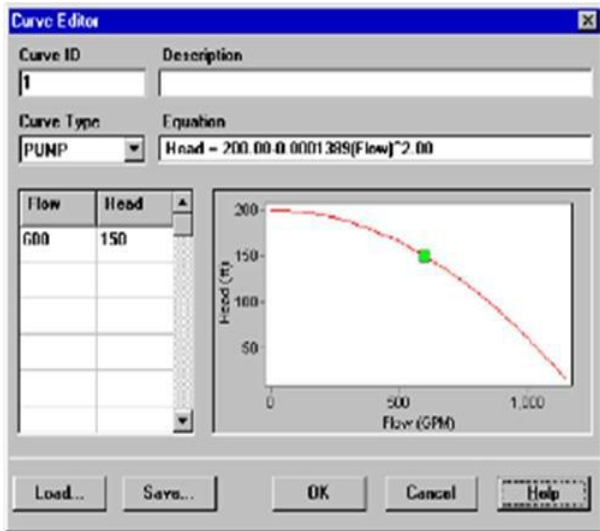 Curve Editor
Curve ID Description
1
Curve Type Equation
PUMP Head = 200.00-0.0001389(Flow)^2.00
Flow Head
600 150
200
150
100
50
Head (ft)
0 500 1,000
Flow (GPM)
Load... Save... OK Cancel Help